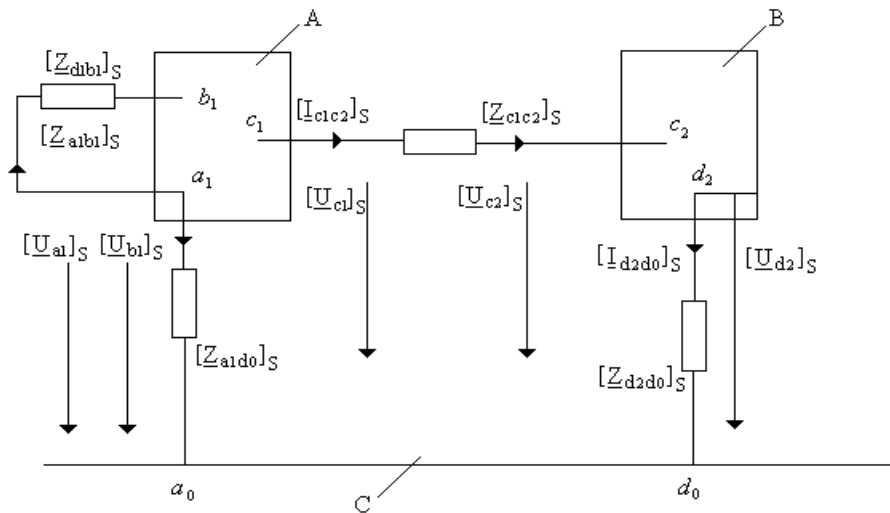 A
B
[Z_d1b1]_S
b_1
c_1
[I_c1c2]_S
[Z_c1c2]_S
c_2
[Z_a1b1]_S
a_1
d_2
[U_c1]_S
[U_c2]_S
[U_a1]_S
[U_b1]_S
[I_d2d0]_S
[U_d2]_S
[Z_a1d0]_S
[Z_d2d0]_S
a_0
C
d_0